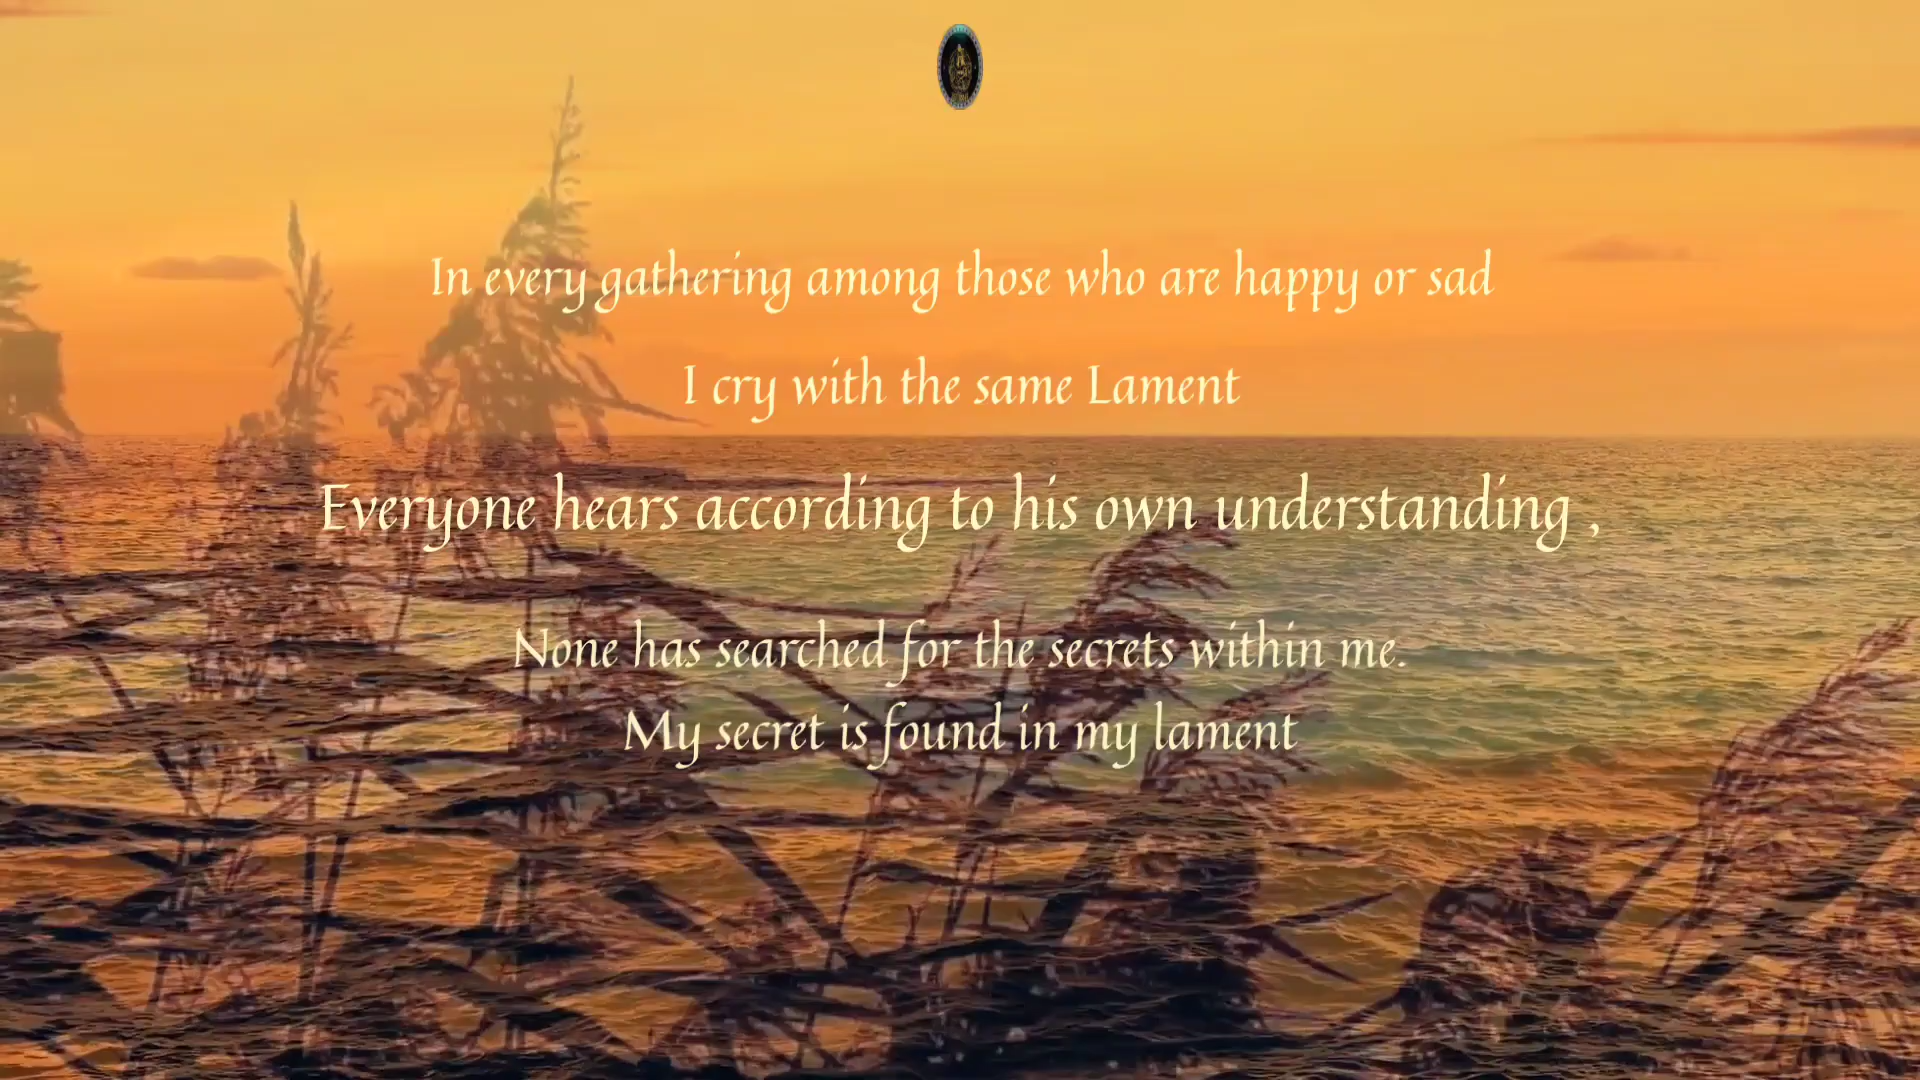 In every gathering among those who are happy or sad
I cry with the same Lament
Everyone hears according to his own understanding ,
None has searched for the secrets within me.
My secret is found in my lament